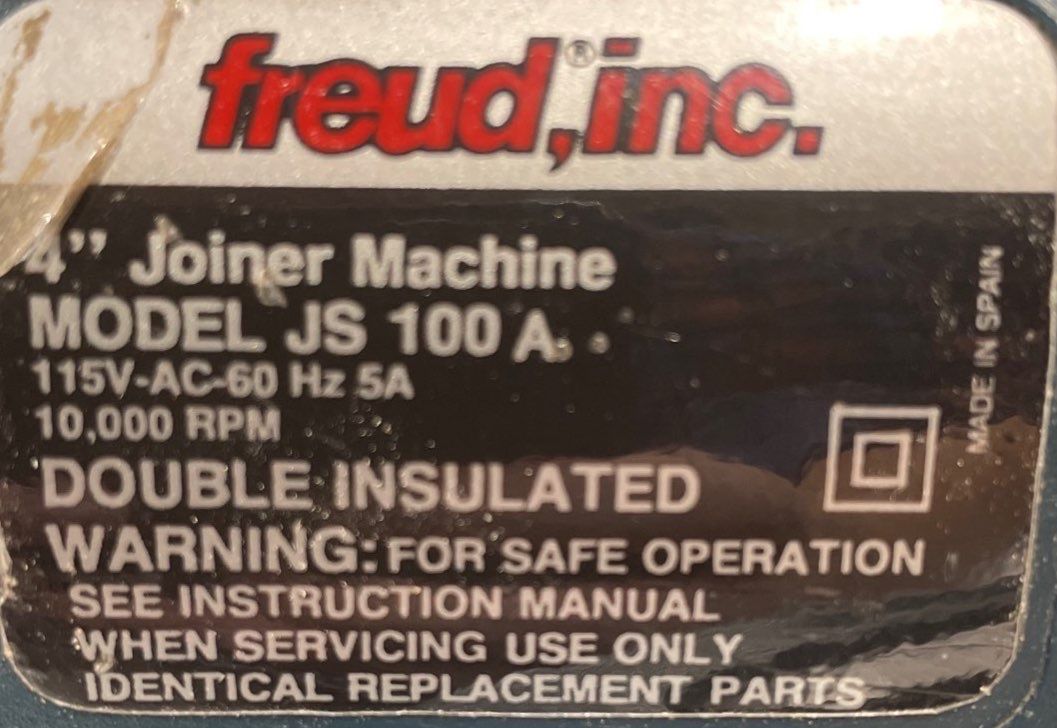 freud,® inc.
4” Joiner Machine
MODEL JS 100 A
115V-AC-60 Hz 5A
10,000 RPM
DOUBLE INSULATED
WARNING: FOR SAFE OPERATION
SEE INSTRUCTION MANUAL
WHEN SERVICING USE ONLY
IDENTICAL REPLACEMENT PARTS
MADE IN SPAIN